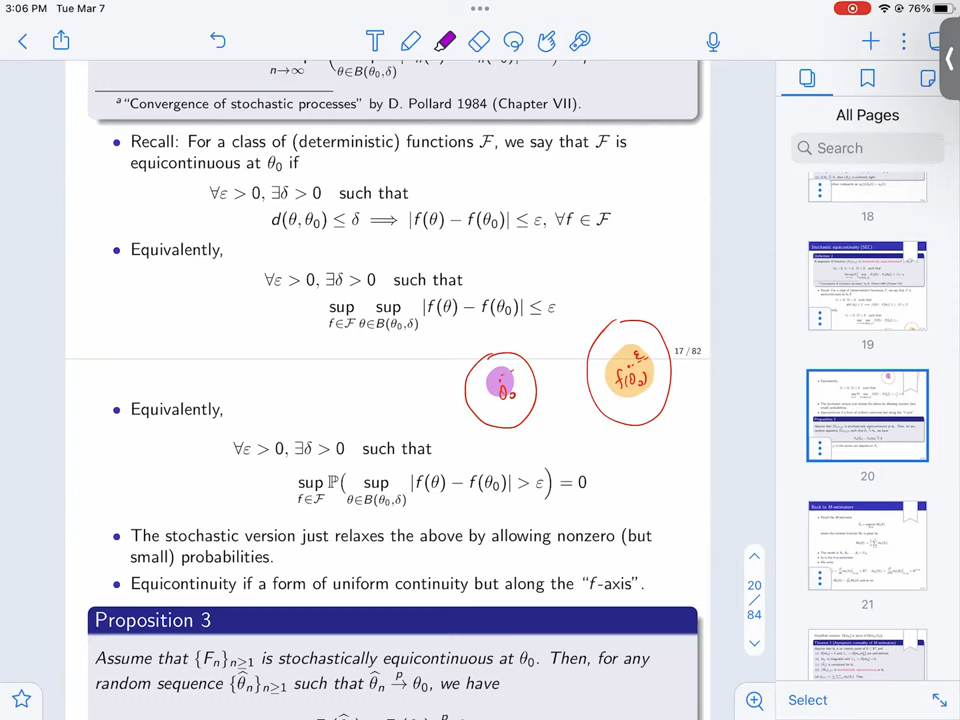 3:06 PM Tue Mar 7
76%
n→∞ θ∈B(θ₀,δ)
ᵃ "Convergence of stochastic processes" by D. Pollard 1984 (Chapter VII).
• Recall: For a class of (deterministic) functions ℱ, we say that ℱ is
equicontinuous at θ₀ if
∀ε > 0, ∃δ > 0 such that
d(θ, θ₀) ≤ δ ⟹ |f(θ) − f(θ₀)| ≤ ε, ∀f ∈ ℱ
• Equivalently,
∀ε > 0, ∃δ > 0 such that
sup sup |f(θ) − f(θ₀)| ≤ ε
f∈ℱ θ∈B(θ₀,δ)
17 / 82
θ₀
ε
f(θ₀)
• Equivalently,
∀ε > 0, ∃δ > 0 such that
sup ℙ( sup |f(θ) − f(θ₀)| > ε) = 0
f∈ℱ θ∈B(θ₀,δ)
• The stochastic version just relaxes the above by allowing nonzero (but
small) probabilities.
• Equicontinuity if a form of uniform continuity but along the "f-axis".
Proposition 3
Assume that {Fₙ}ₙ≥₁ is stochastically equicontinuous at θ₀. Then, for any
random sequence {θ̂ₙ}ₙ≥₁ such that θ̂ₙ →ᵖ θ₀, we have
All Pages
Search
18
Stochastic equicontinuity (SEC)
19
Equivalently,
Proposition 3
20
Back to M-estimators
21
20
/
84
Select